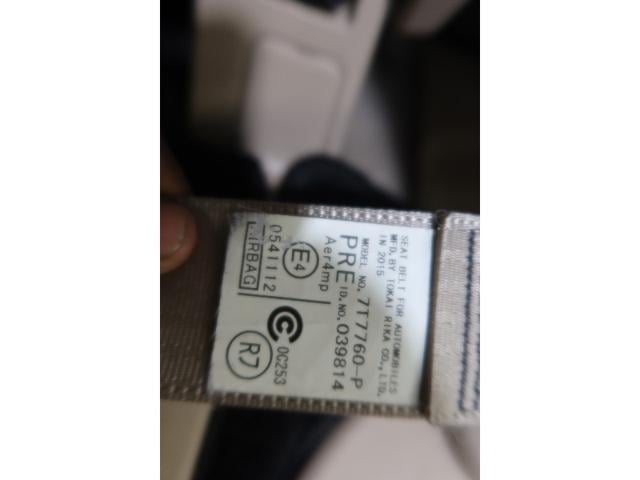 SEAT BELT FOR AUTOMOBILES
MFD. BY TOKAI RIKA CO., LTD.
IN 2015
MODEL NO. 7T7760-P
PRE ID.NO. 039814
Aer4mp
E4
0541112
AIRBAG
C 0C253
R7